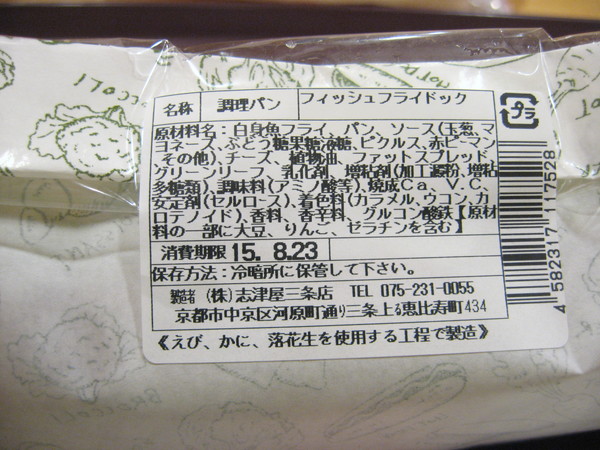 名称 調理パン フィッシュフライドック
プラ
原材料名：白身魚フライ、パン、ソース(玉葱、マ
ヨネーズ、ぶどう糖果糖液糖、ピクルス、赤ピーマン
その他)、チーズ、植物油、ファットスプレッド、
グリーンリーフ、乳化剤、増粘剤(加工澱粉、増粘
多糖類)、調味料(アミノ酸等)、焼成Ca、V.C、
安定剤(セルロース)、着色料(カラメル、ウコン、カ
ロテノイド)、香料、香辛料、グルコン酸鉄【原材
料の一部に大豆、りんご、ゼラチンを含む】
消費期限 15. 8.23
保存方法：冷暗所に保管して下さい。
製造者 (株)志津屋三条店 TEL 075-231-0055
京都市中京区河原町通り三条上る恵比寿町434
《えび、かに、落花生を使用する工程で製造》
4 582317 117528
BROCCOLI